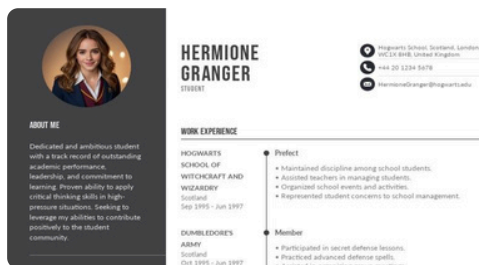 HERMIONE
GRANGER
STUDENT
Hogwarts School, Scotland, London
WC1X 8HB, United Kingdom
+44 20 1234 5678
HermioneGranger@hogwarts.edu
ABOUT ME
Dedicated and ambitious student
with a track record of outstanding
academic performance,
leadership, and commitment to
learning. Proven ability to apply
critical thinking skills in high-
pressure situations. Seeking to
leverage my abilities to contribute
positively to the student
community.
WORK EXPERIENCE
HOGWARTS
SCHOOL OF
WITCHCRAFT AND
WIZARDRY
Scotland
Sep 1995 - Jun 1997
Prefect
• Maintained discipline among school students.
• Assisted teachers in managing students.
• Organized school events and activities.
• Represented student concerns to school management.
DUMBLEDORE'S
ARMY
Scotland
Oct 1995 - Jun 1997
Member
• Participated in secret defense lessons.
• Practiced advanced defense spells.